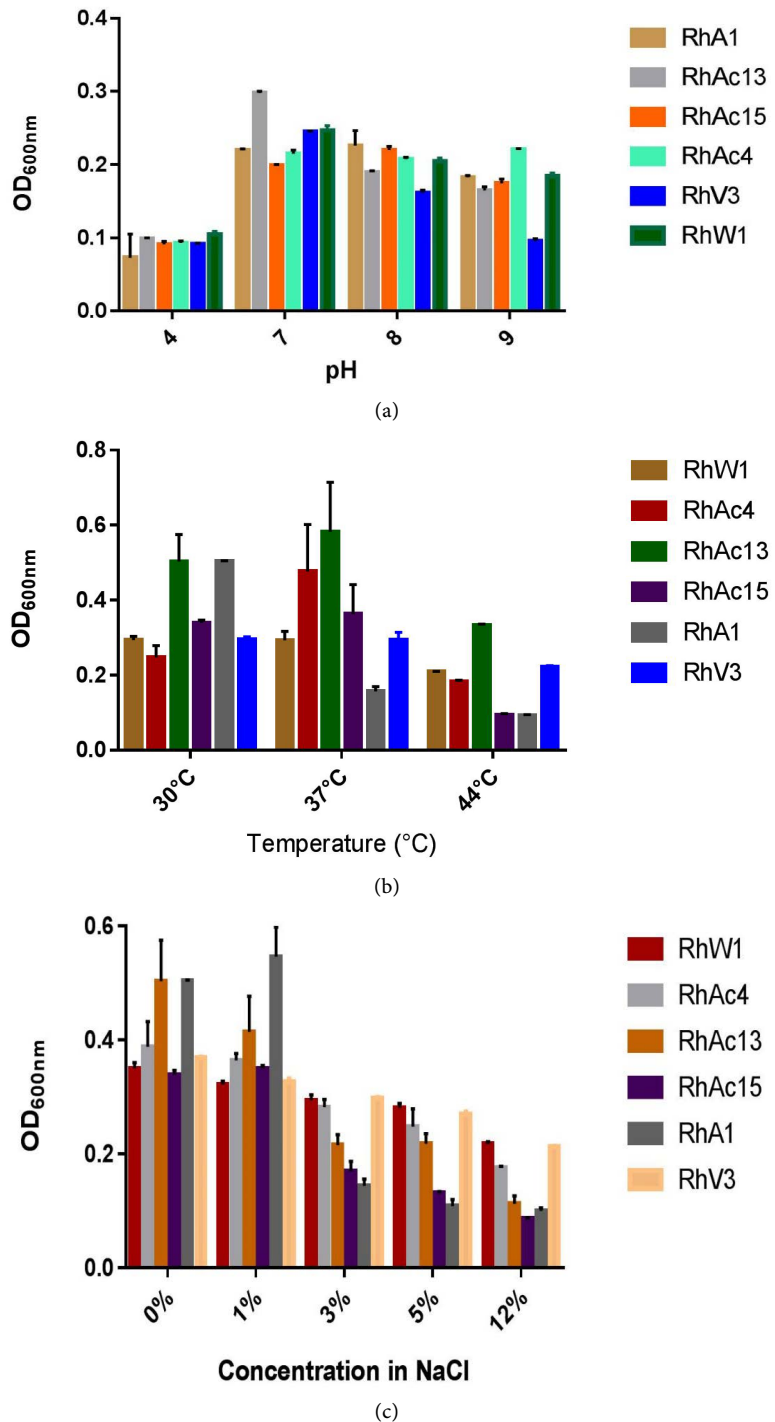 OD600nm
0.4
0.3
0.2
0.1
0.0
4
7
8
9
pH
RhA1
RhAc13
RhAc15
RhAc4
RhV3
RhW1
(a)
OD600nm
0.8
0.6
0.4
0.2
0.0
30°C
37°C
44°C
Temperature (°C)
RhW1
RhAc4
RhAc13
RhAc15
RhA1
RhV3
(b)
OD600nm
0.6
0.4
0.2
0.0
0%
1%
3%
5%
12%
Concentration in NaCl
RhW1
RhAc4
RhAc13
RhAc15
RhA1
RhV3
(c)